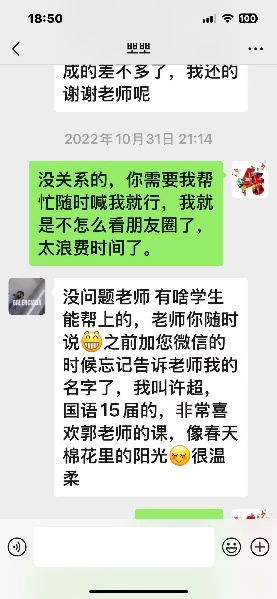 18:50
100
뽀뽀
成的差不多了，我还的
谢谢老师呢
2022年10月31日 21:14
没关系的，你需要我帮
忙随时喊我就行，我就
是不怎么看朋友圈了，
太浪费时间了。
没问题老师 有啥学生
能帮上的，老师你随时
说😁之前加您微信的
时候忘记告诉老师我的
名字了，我叫许超，
国语15届的，非常喜
欢郭老师的课，像春天
棉花里的阳光😚很温
柔